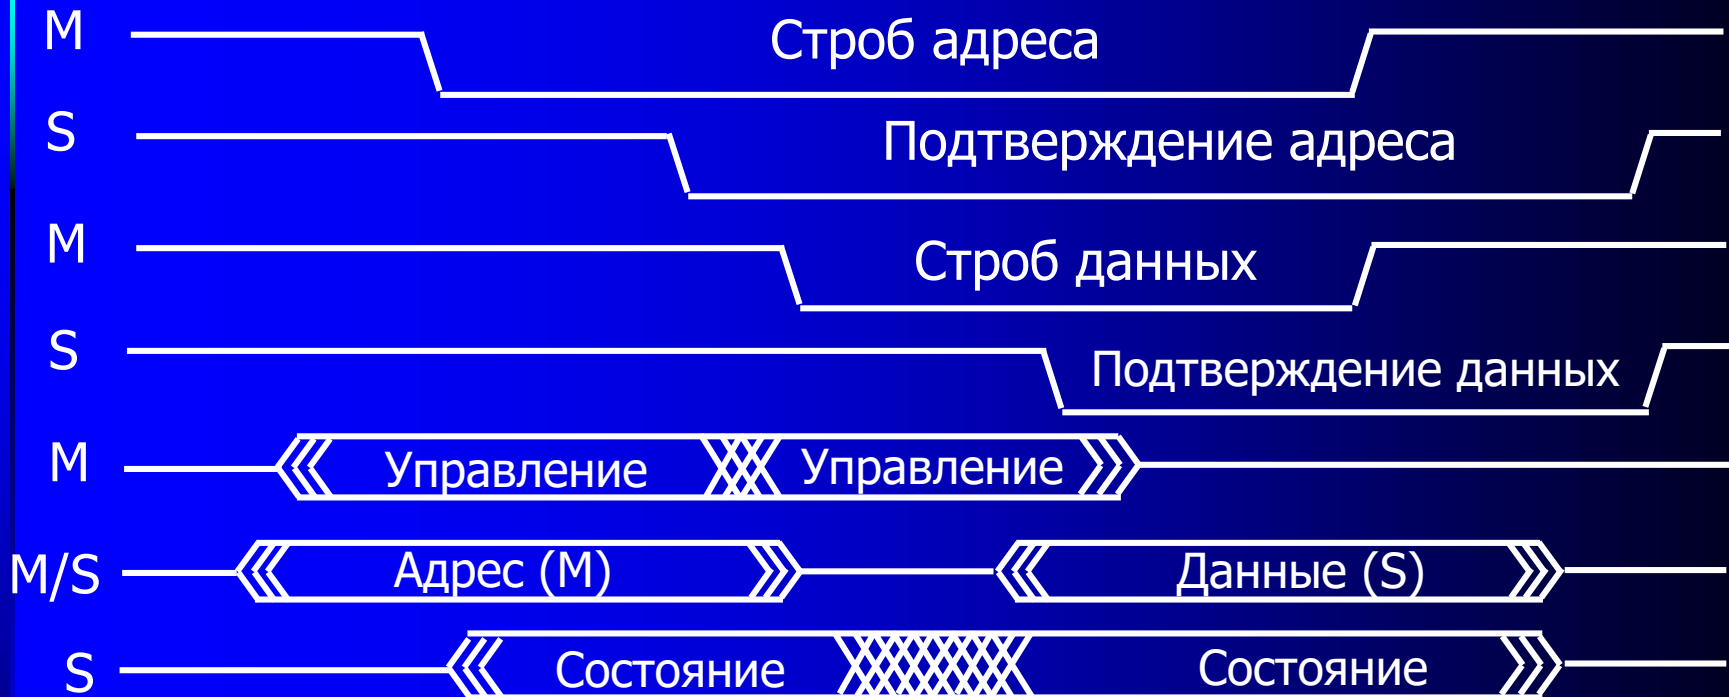 M Строб адреса
S Подтверждение адреса
M Строб данных
S Подтверждение данных
M Управление Управление
M/S Адрес (M) Данные (S)
S Состояние Состояние